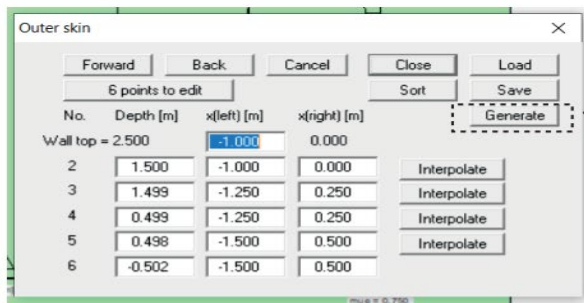 Outer skin
Forward Back Cancel Close Load
6 points to edit Sort Save
No. Depth [m] x(left) [m] x(right) [m] Generate
Wall top = 2.500 -1.000 0.000
2 1.500 -1.000 0.000 Interpolate
3 1.499 -1.250 0.250 Interpolate
4 0.499 -1.250 0.250 Interpolate
5 0.498 -1.500 0.500 Interpolate
6 -0.502 -1.500 0.500